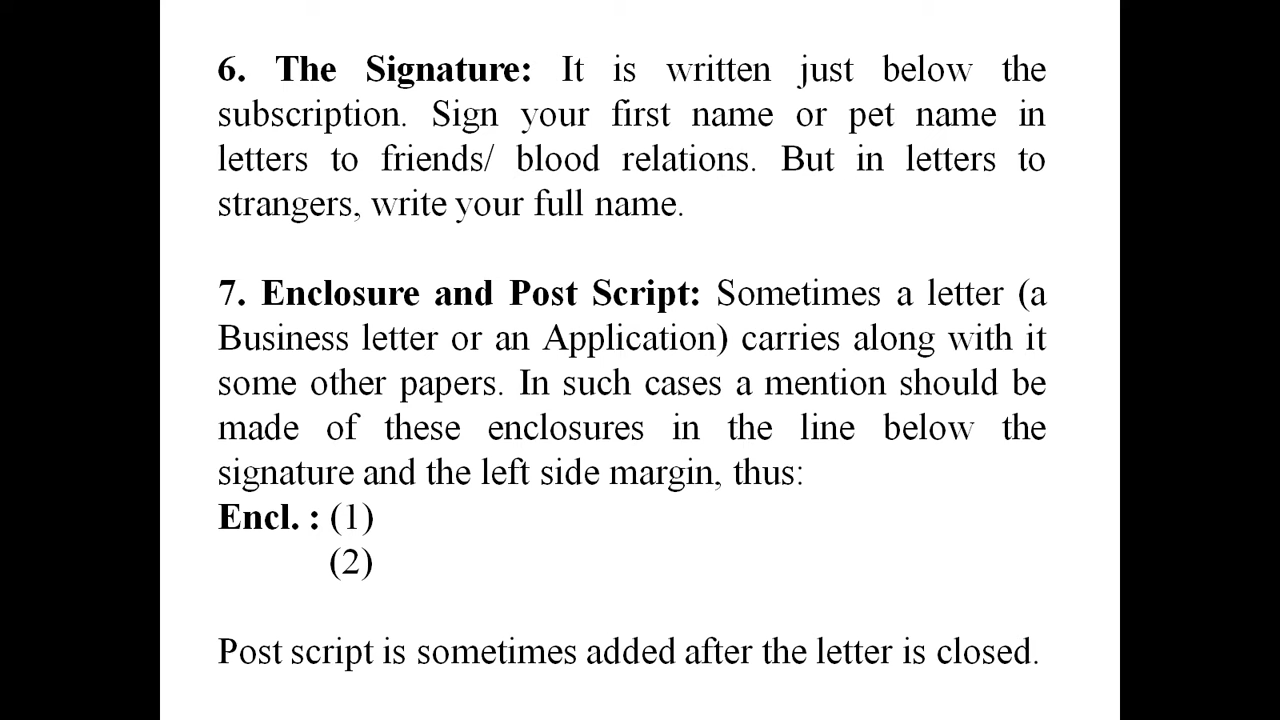 6. The Signature: It is written just below the
subscription. Sign your first name or pet name in
letters to friends/ blood relations. But in letters to
strangers, write your full name.
7. Enclosure and Post Script: Sometimes a letter (a
Business letter or an Application) carries along with it
some other papers. In such cases a mention should be
made of these enclosures in the line below the
signature and the left side margin, thus:
Encl. : (1)
(2)
Post script is sometimes added after the letter is closed.